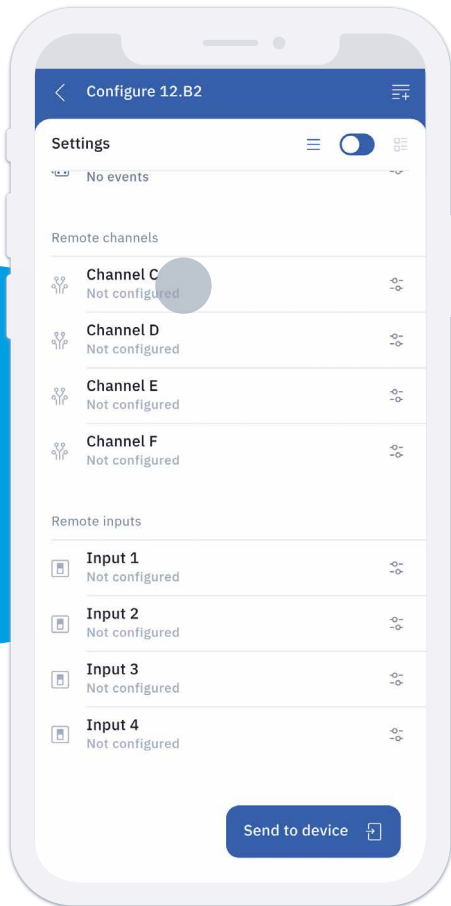 Configure 12.B2
Settings
No events
Remote channels
Channel C
Not configured
Channel D
Not configured
Channel E
Not configured
Channel F
Not configured
Remote inputs
Input 1
Not configured
Input 2
Not configured
Input 3
Not configured
Input 4
Not configured
Send to device